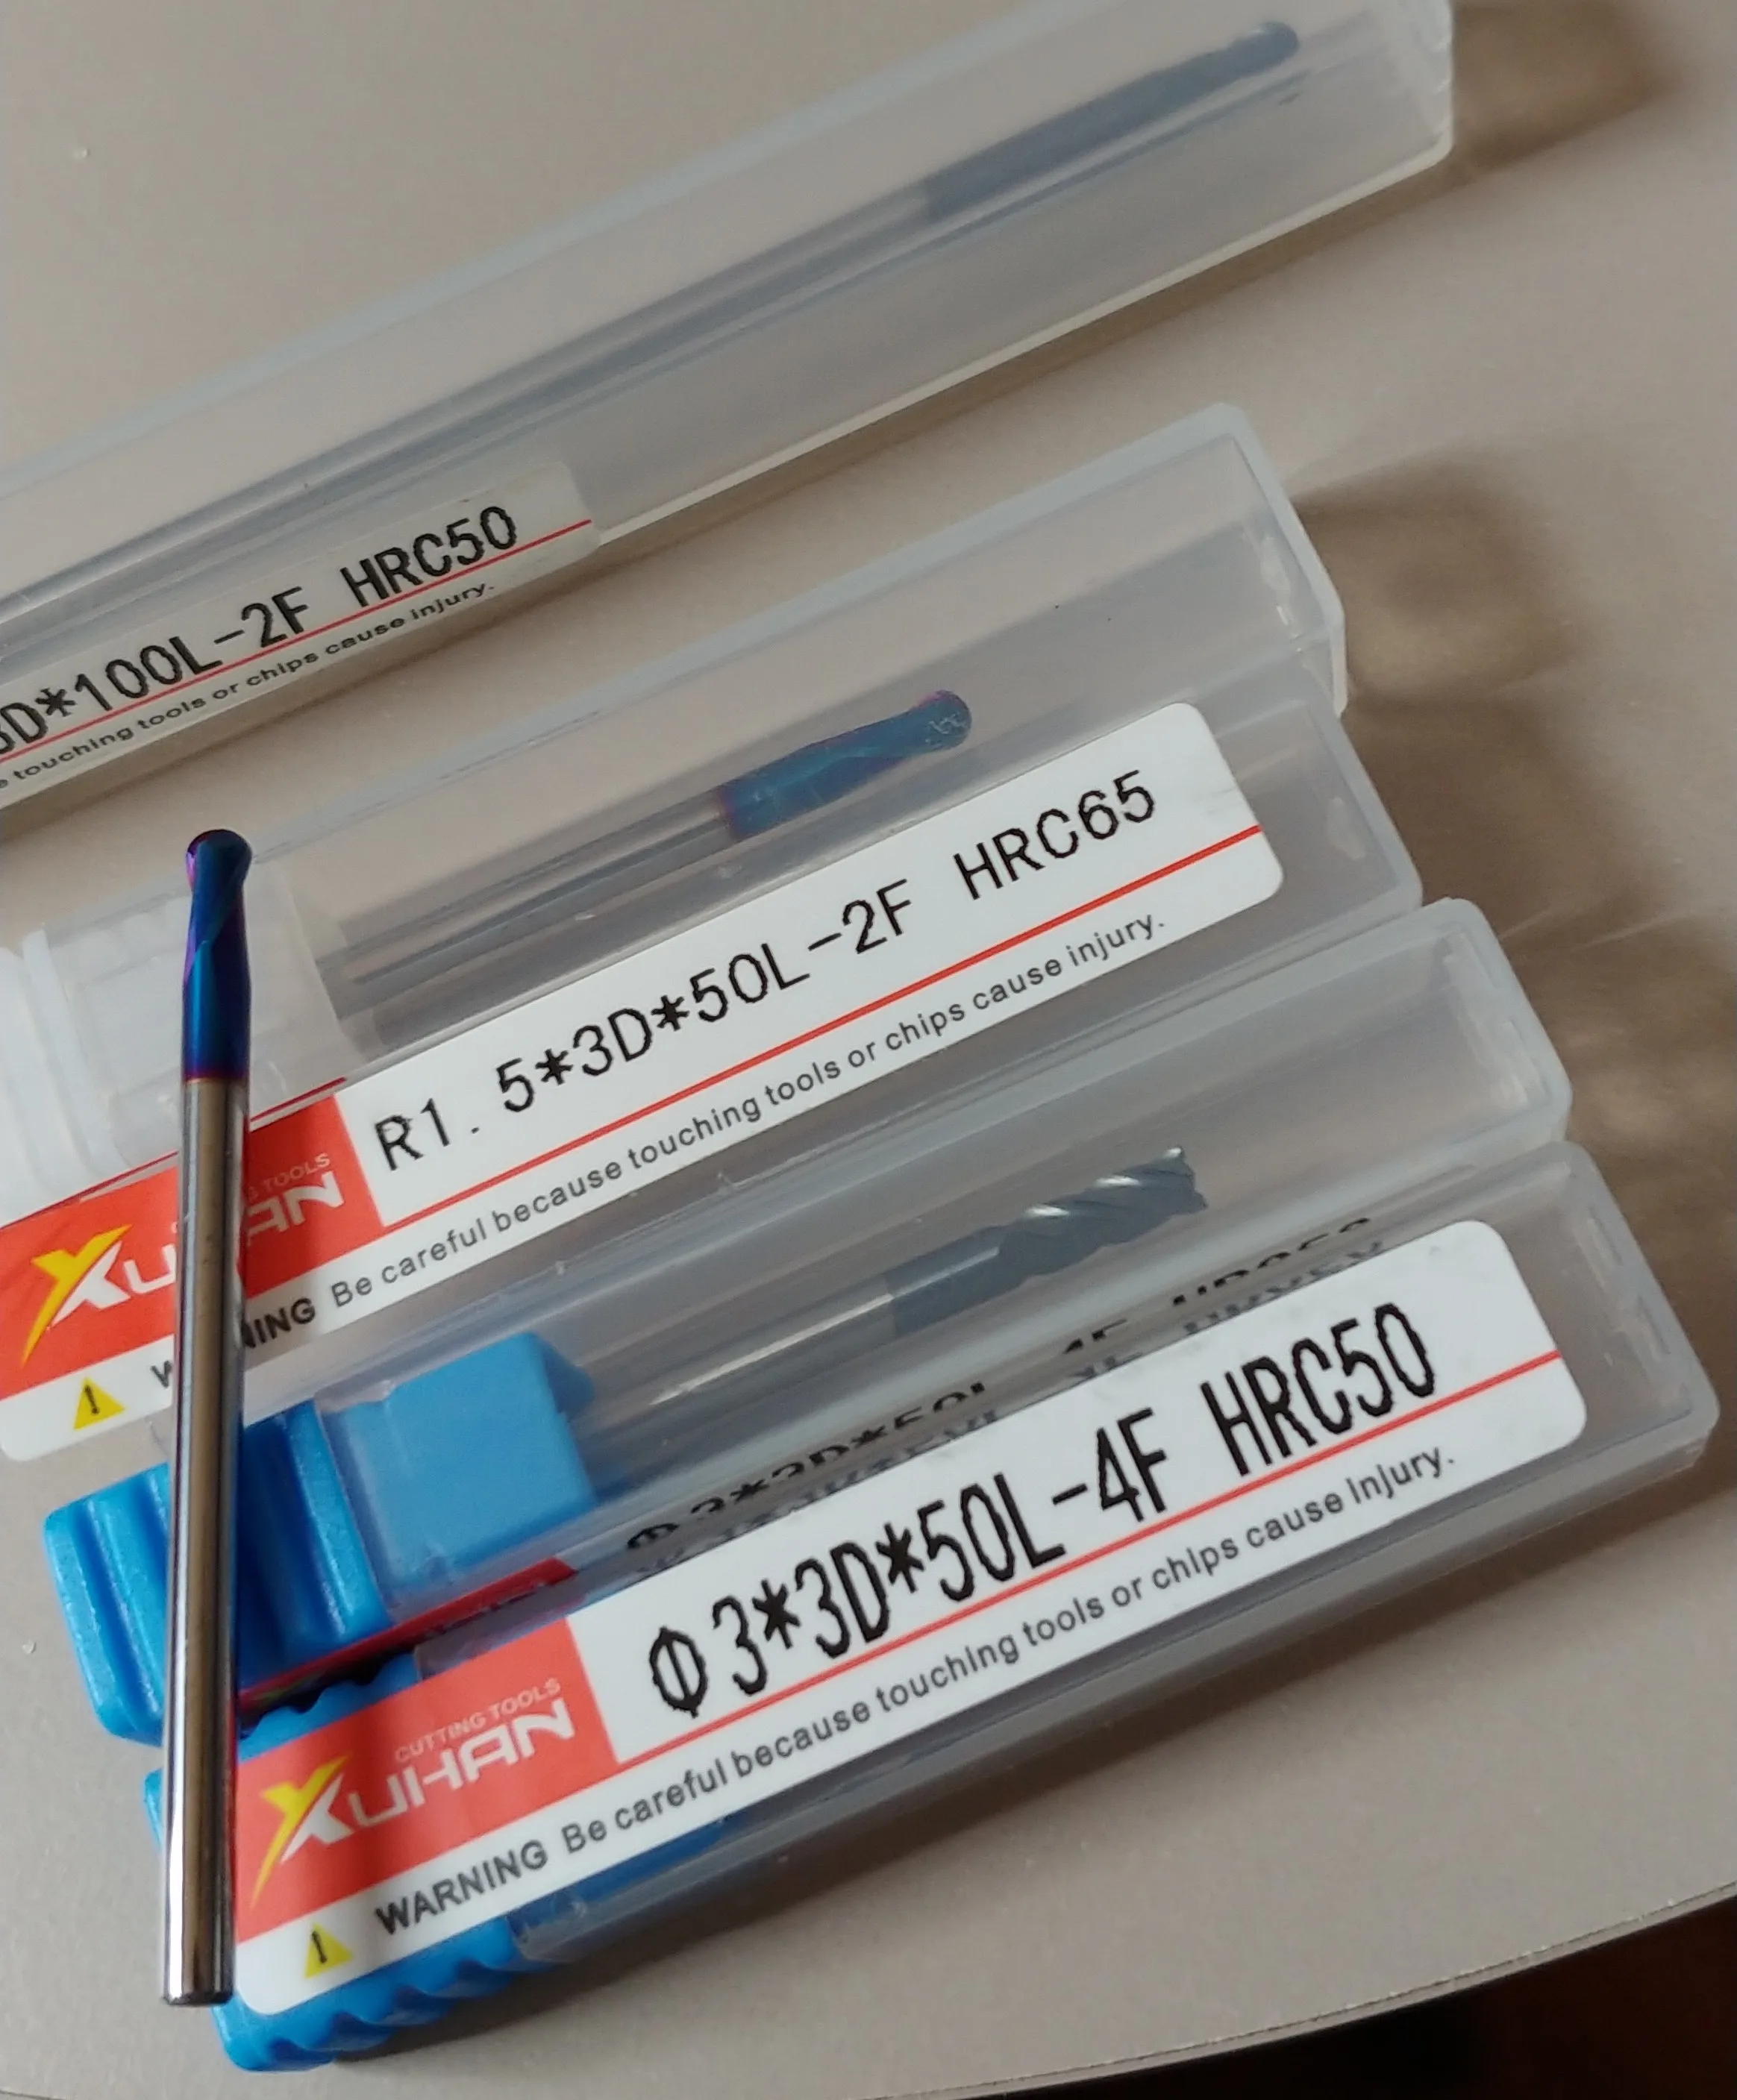 D*100L-2F HRC50
touching tools or chips cause injury.
R1. 5*3D*50L-2F HRC65
TOOLS
XUHAN
Be careful because touching tools or chips cause injury.
Φ3*3D*50L-4F HRC50
CUTTING TOOLS
XUHAN
WARNING Be careful because touching tools or chips cause injury.